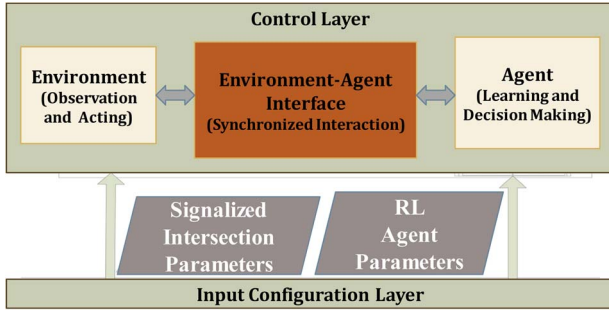 Control Layer
Environment
(Observation
and Acting)
Environment-Agent
Interface
(Synchronized Interaction)
Agent
(Learning and
Decision Making)
Signalized
Intersection
Parameters
RL
Agent
Parameters
Input Configuration Layer